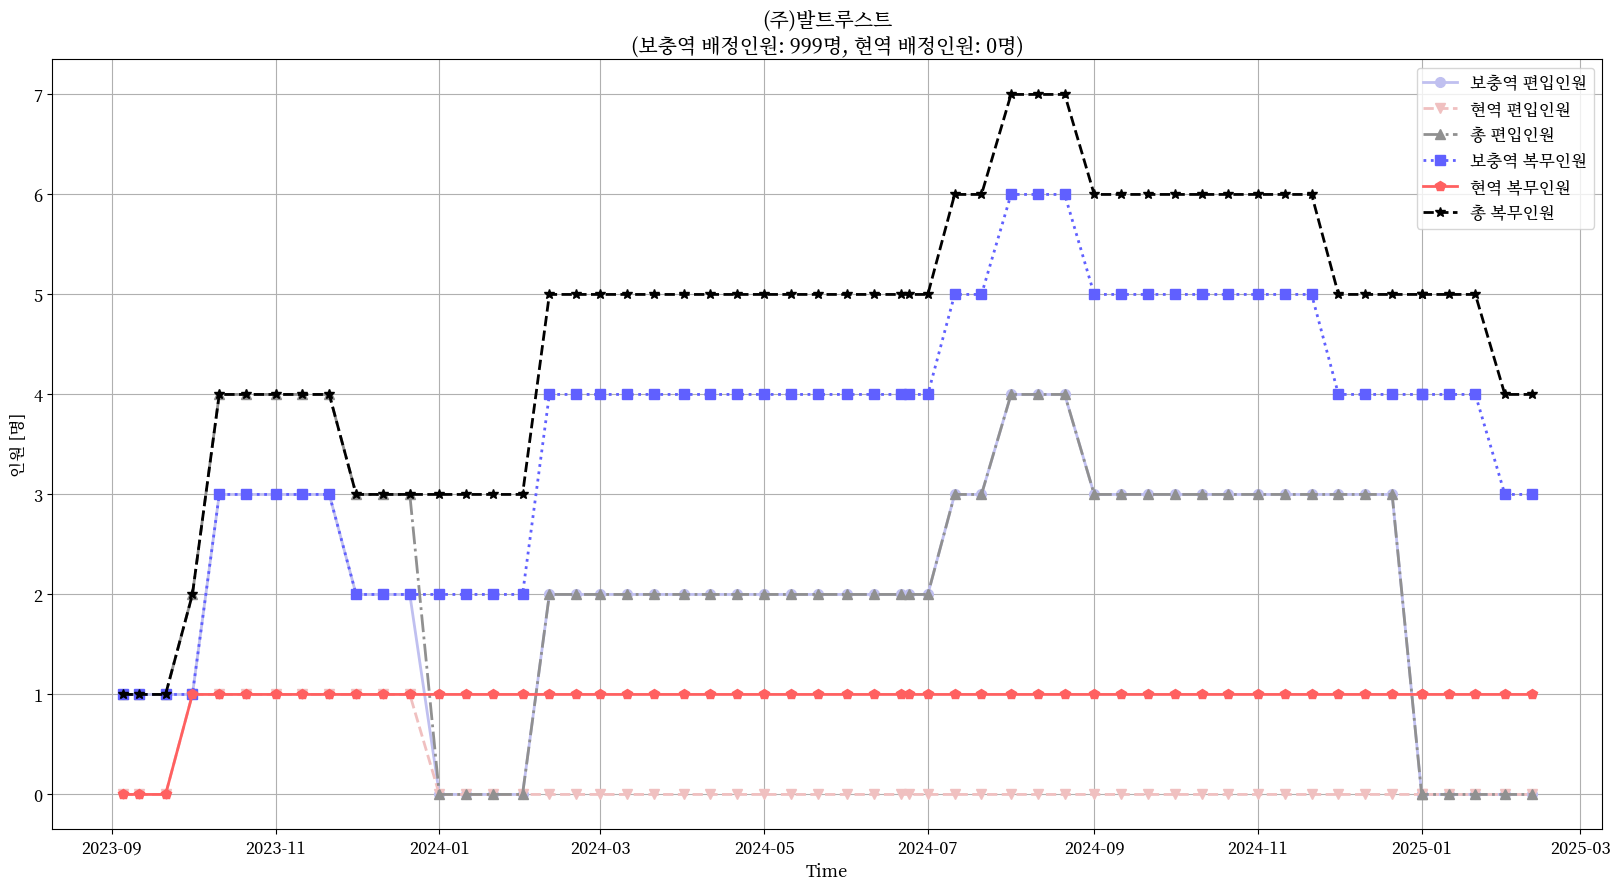 (주)발트루스트
(보충역 배정인원: 999명, 현역 배정인원: 0명)
보충역 편입인원
현역 편입인원
총 편입인원
보충역 복무인원
현역 복무인원
총 복무인원
인원 [명]
7
6
5
4
3
2
1
0
2023-09
2023-11
2024-01
2024-03
2024-05
2024-07
2024-09
2024-11
2025-01
2025-03
Time